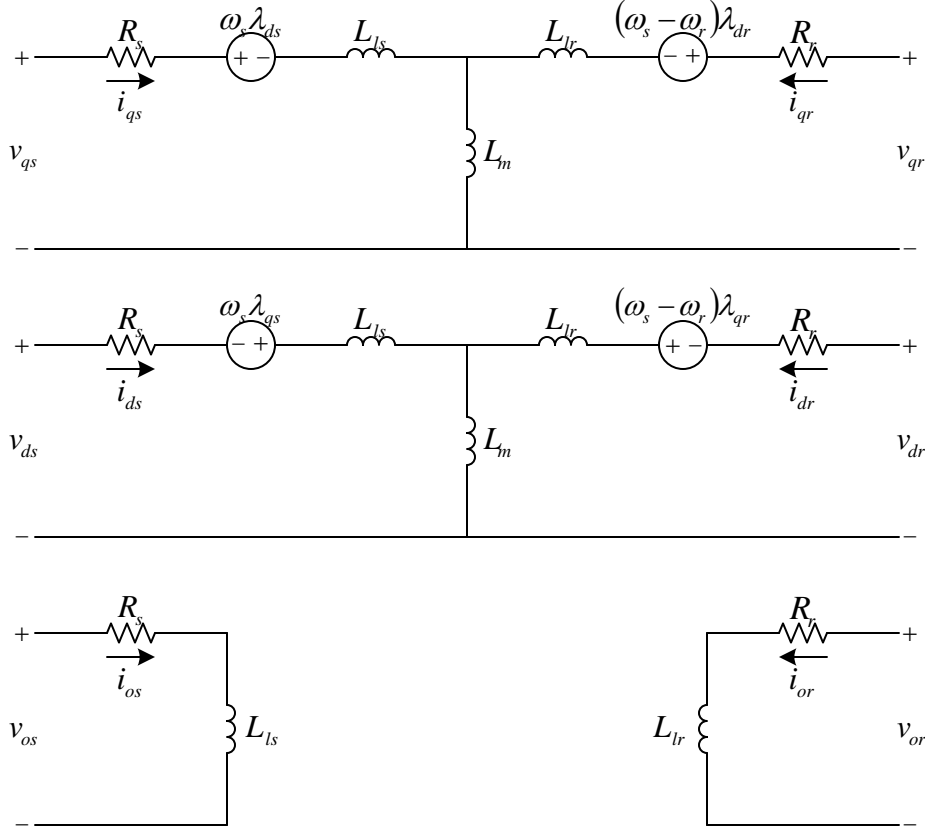 R_s ω_s λ_ds L_ls L_lr (ω_s − ω_r)λ_dr R_r
+ + − − + +
i_qs i_qr
v_qs L_m v_qr
− −
R_s ω_s λ_qs L_ls L_lr (ω_s − ω_r)λ_qr R_r
+ − + + − +
i_ds i_dr
v_ds L_m v_dr
− −
R_s R_r
+ +
i_os i_or
v_os L_ls L_lr v_or
− −